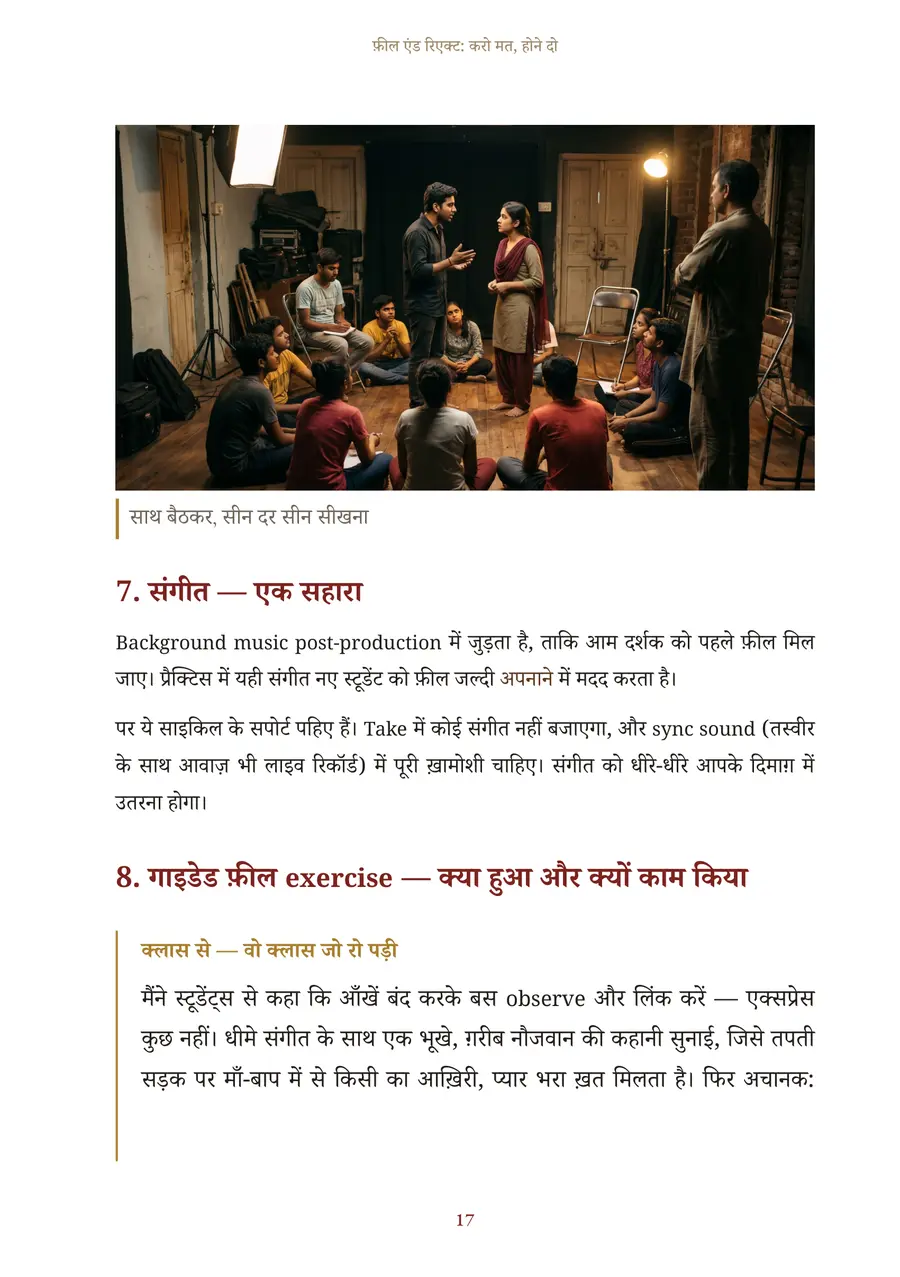 फ़ील एंड रिएक्ट: करो मत, होने दो
साथ बैठकर, सीन दर सीन सीखना
7. संगीत — एक सहारा
Background music post-production में जुड़ता है, ताकि आम दर्शक को पहले फ़ील मिल
जाए। प्रैक्टिस में यही संगीत नए स्टूडेंट को फ़ील जल्दी अपनाने में मदद करता है।
पर ये साइकिल के सपोर्ट पहिए हैं। Take में कोई संगीत नहीं बजाएगा, और sync sound (तस्वीर
के साथ आवाज़ भी लाइव रिकॉर्ड) में पूरी ख़ामोशी चाहिए। संगीत को धीरे-धीरे आपके दिमाग़ में
उतरना होगा।
8. गाइडेड फ़ील exercise — क्या हुआ और क्यों काम किया
क्लास से — वो क्लास जो रो पड़ी
मैंने स्टूडेंट्स से कहा कि आँखें बंद करके बस observe और लिंक करें — एक्सप्रेस
कुछ नहीं। धीमे संगीत के साथ एक भूखे, ग़रीब नौजवान की कहानी सुनाई, जिसे तपती
सड़क पर माँ-बाप में से किसी का आख़िरी, प्यार भरा ख़त मिलता है। फिर अचानक:
17